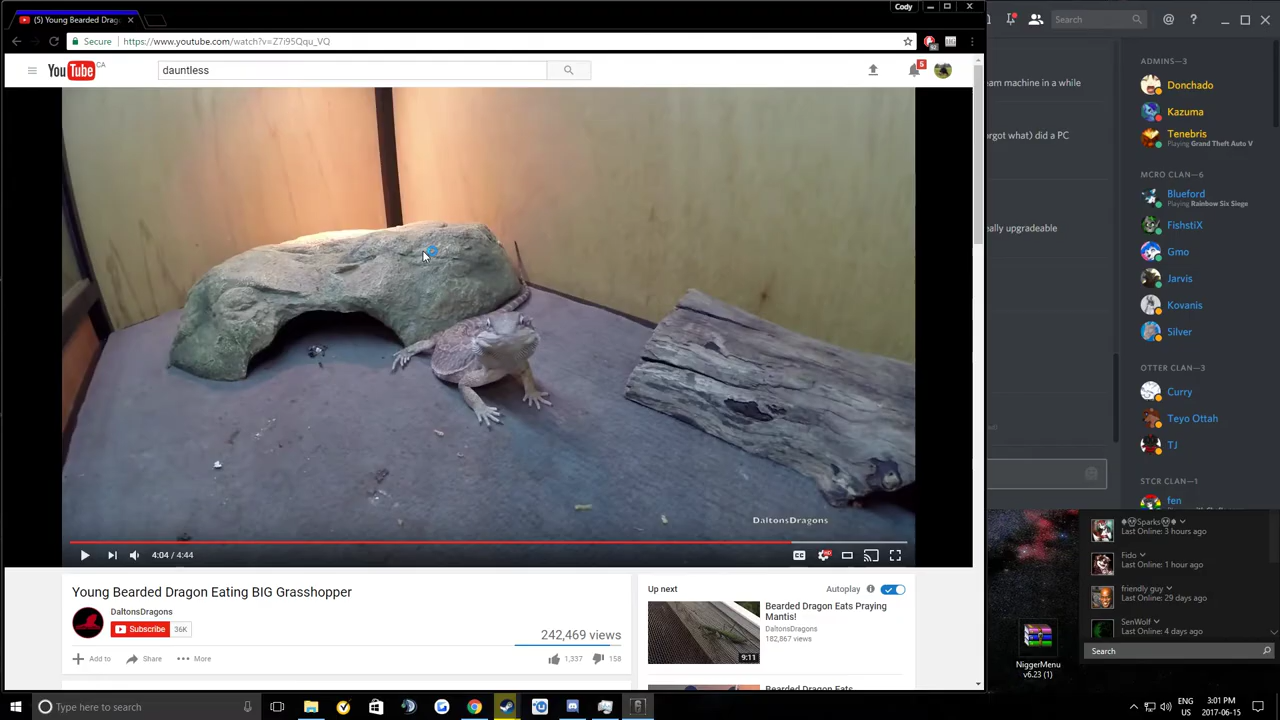 Cody
(5) Young Bearded Drag
Secure
https://www.youtube.com/watch?v=Z7i95Qqu_VQ
YouTube CA
dauntless
5
DaltonsDragons
4:04 / 4:44
CC
HD
Young Bearded Dragon Eating BIG Grasshopper
DaltonsDragons
Subscribe 36K
242,469 views
Add to
Share
More
1,337
158
Up next
Autoplay
Bearded Dragon Eats Praying
Mantis!
DaltonsDragons
182,867 views
9:11
Bearded Dragon Eats
Search
eam machine in a while
orgot what) did a PC
eally upgradeable
ADMINS—3
Donchado
Kazuma
Tenebris
Playing Grand Theft Auto V
MCRO CLAN—6
Blueford
Playing Rainbow Six Siege
FishstiX
Gmo
Jarvis
Kovanis
Silver
OTTER CLAN—3
Curry
Teyo Ottah
TJ
STCR CLAN—1
fen
Sparks
Last Online: 3 hours ago
Fido
Last Online: 1 hour ago
friendly guy
Last Online: 29 days ago
SenWolf
Last Online: 4 days ago
Search
NiggerMenu
v6.23 (1)
Type here to search
ENG
US
3:01 PM
2017-06-15